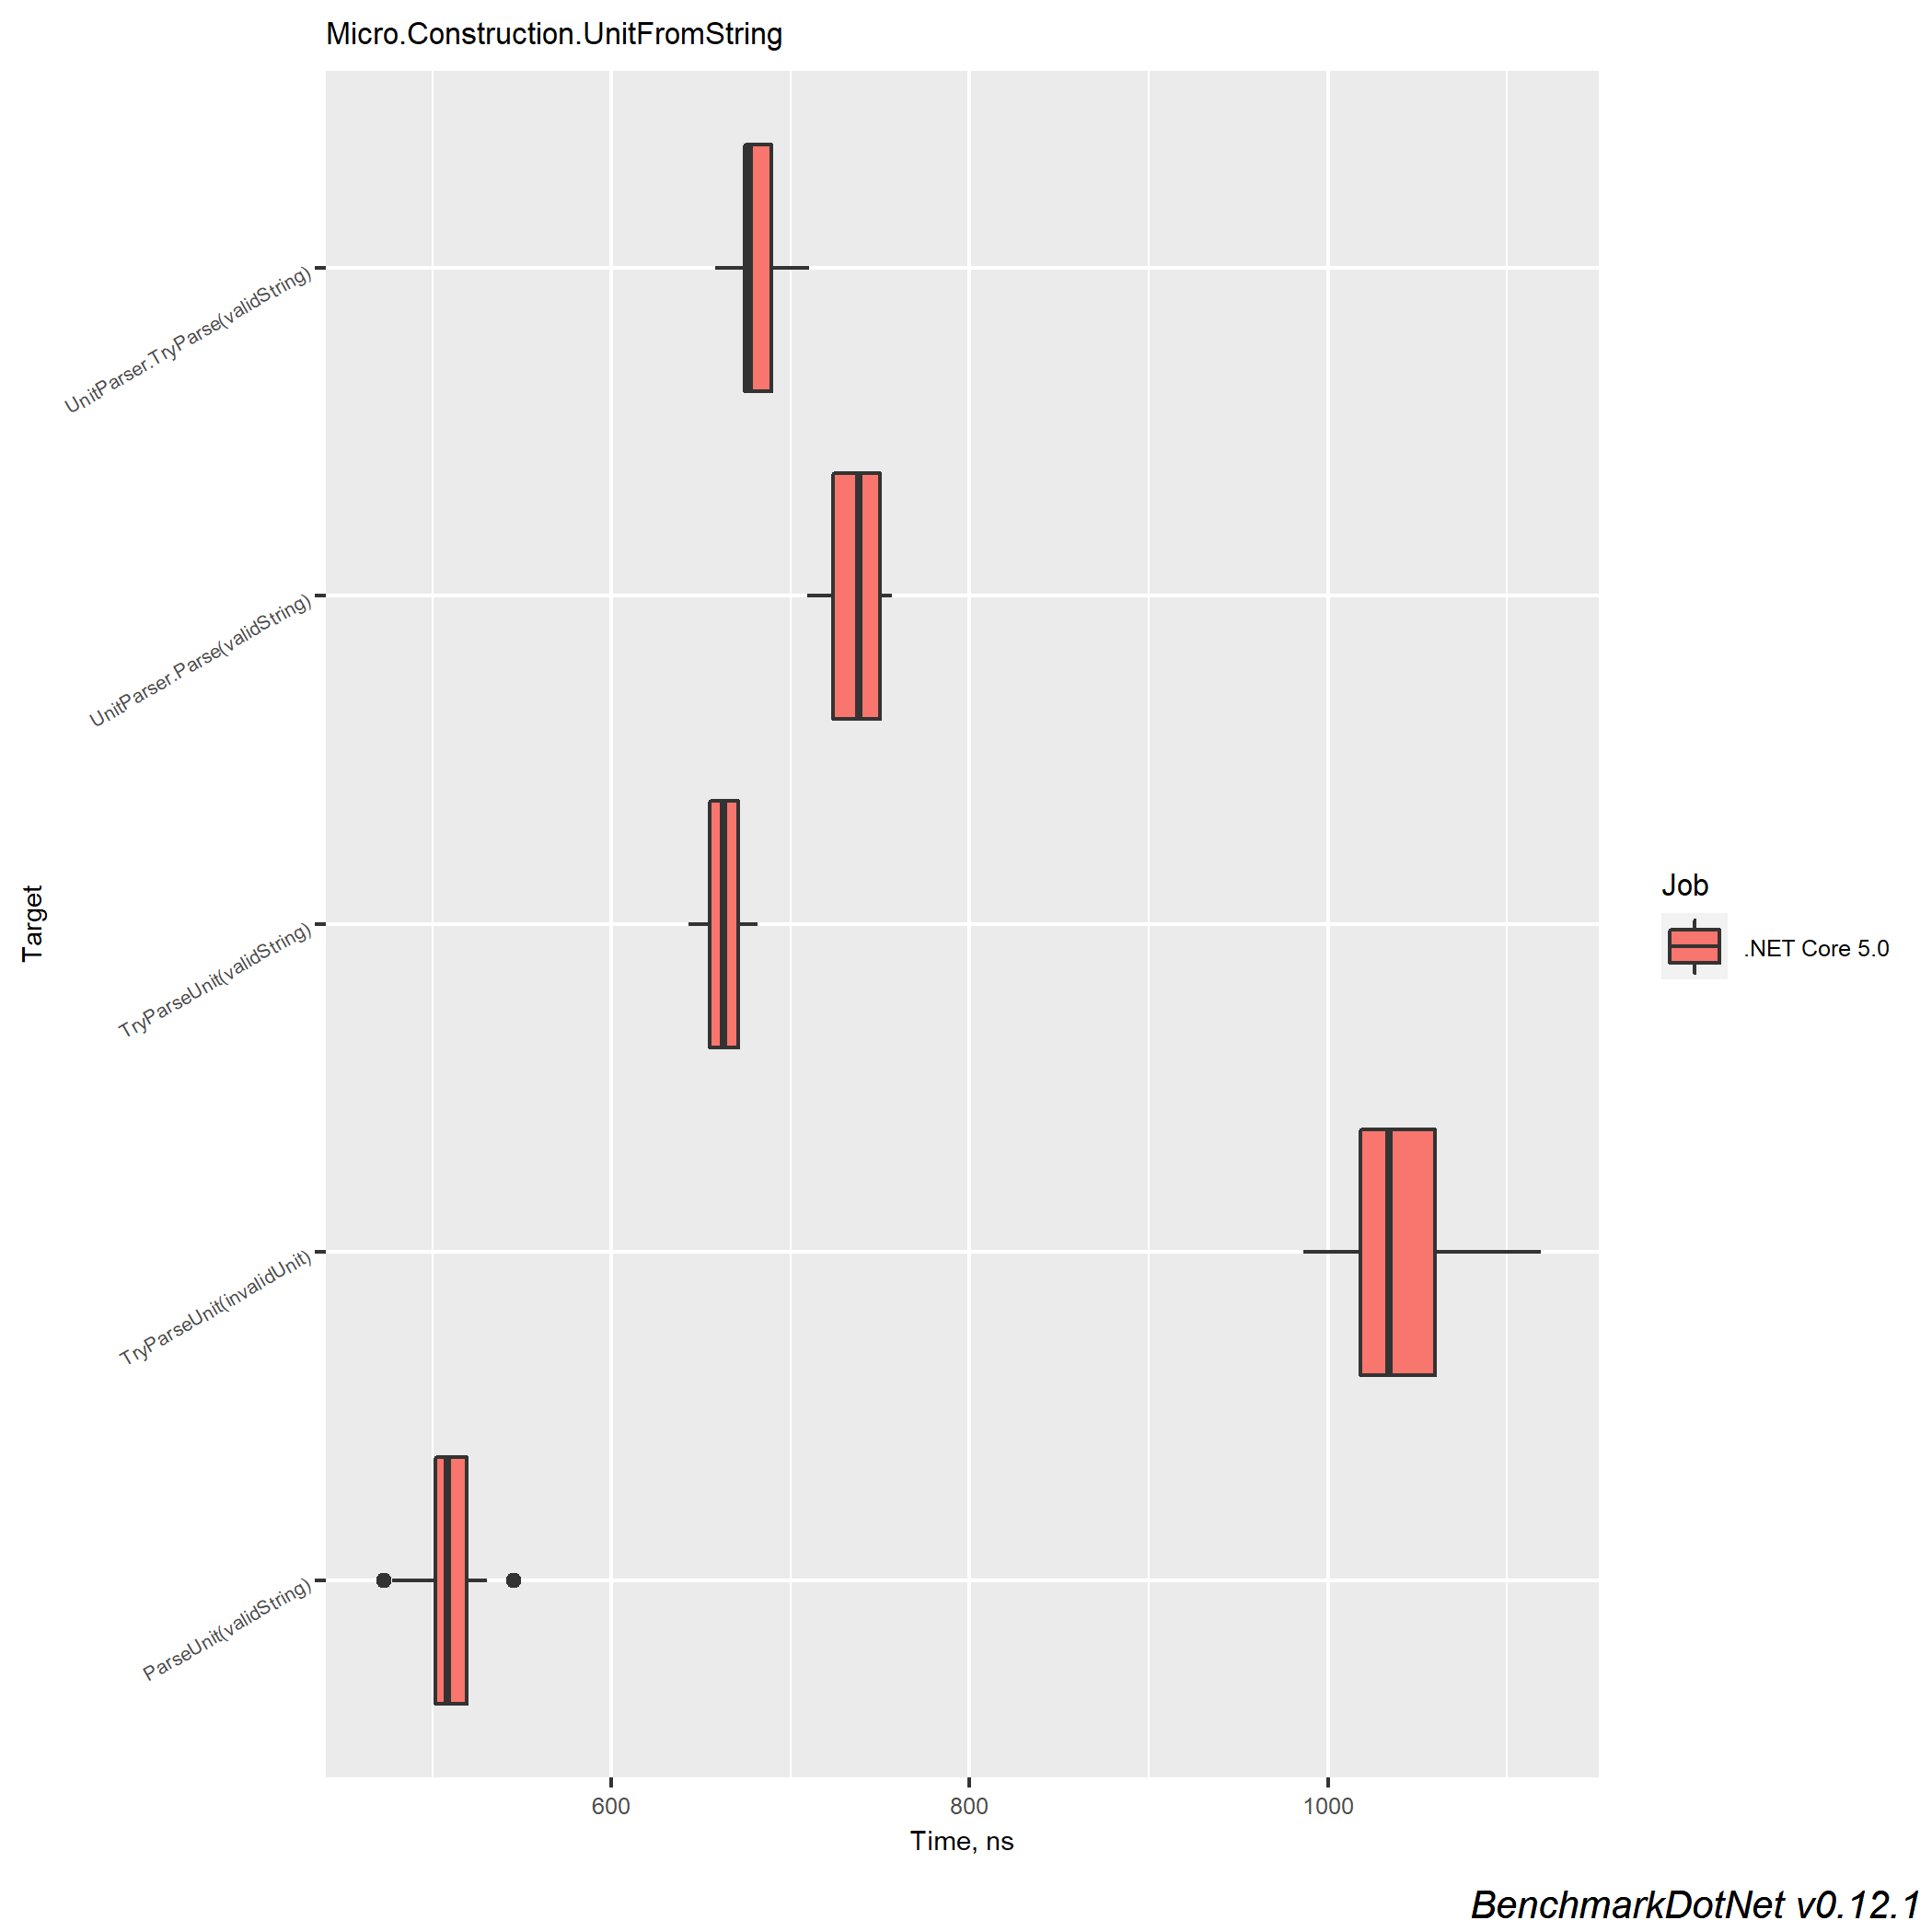 Micro.Construction.UnitFromString
UnitParser.TryParse(validString)
UnitParser.Parse(validString)
TryParseUnit(validString)
TryParseUnit(invalidUnit)
ParseUnit(validString)
Target
600
800
1000
Time, ns
Job
.NET Core 5.0
BenchmarkDotNet v0.12.1